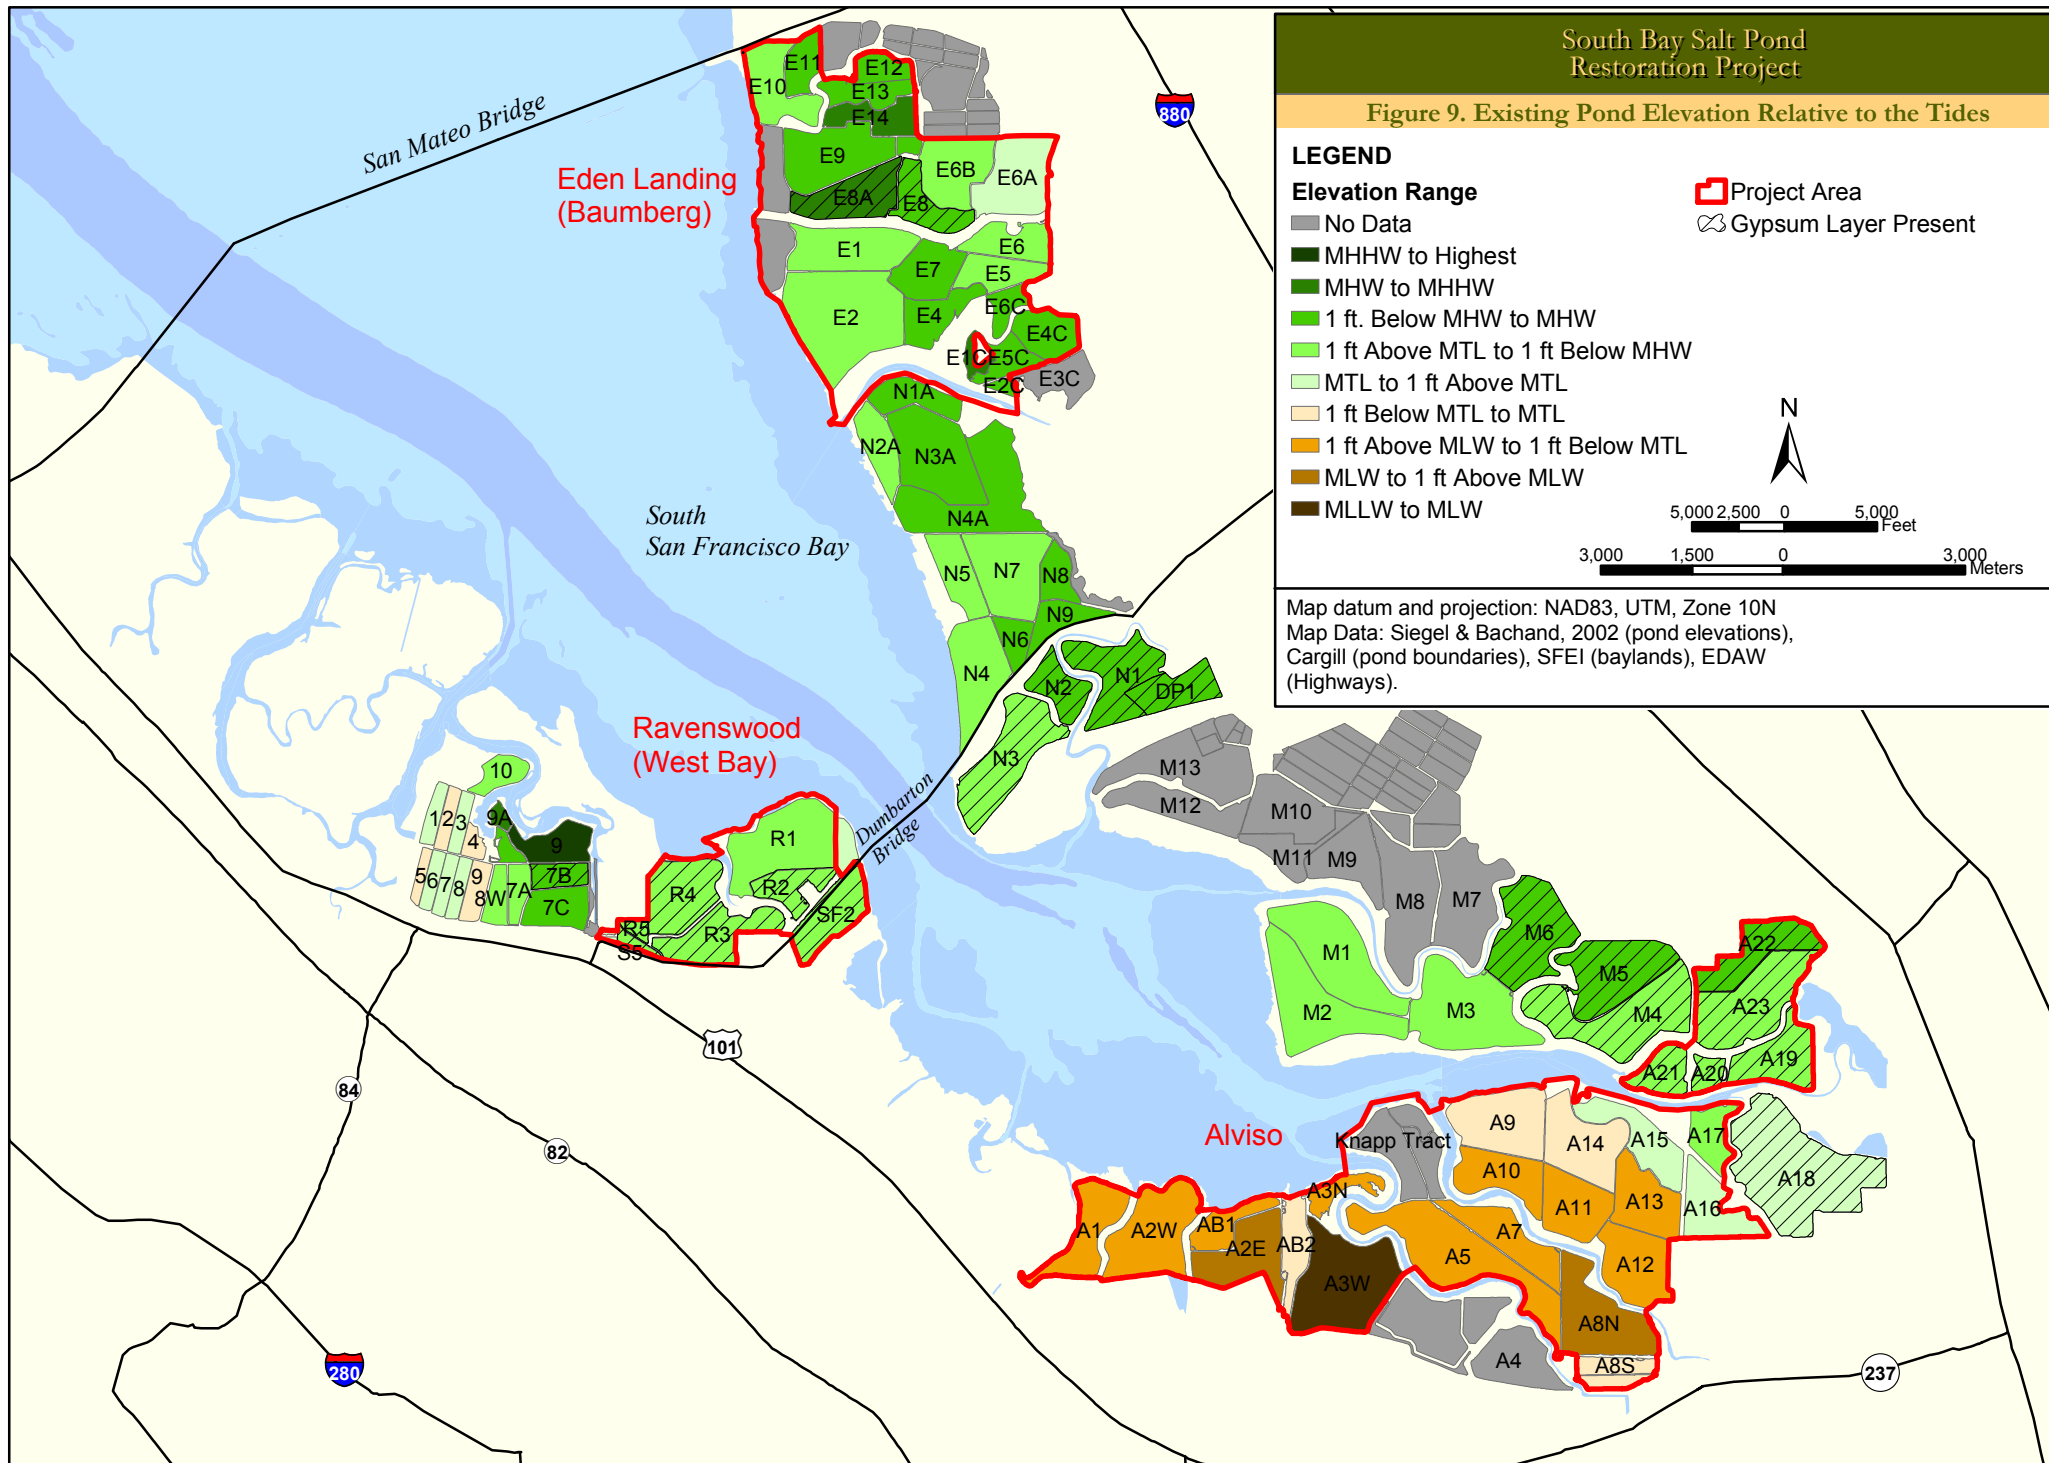 South Bay Salt Pond
Restoration Project
Figure 9. Existing Pond Elevation Relative to the Tides
LEGEND
Elevation Range
No Data
MHHW to Highest
MHW to MHHW
1 ft. Below MHW to MHW
1 ft Above MTL to 1 ft Below MHW
MTL to 1 ft Above MTL
1 ft Below MTL to MTL
1 ft Above MLW to 1 ft Below MTL
MLW to 1 ft Above MLW
MLLW to MLW
Project Area
Gypsum Layer Present
N
5,000 2,500 0 5,000
Feet
3,000 1,500 0 3,000
Meters
Map datum and projection: NAD83, UTM, Zone 10N
Map Data: Siegel & Bachand, 2002 (pond elevations),
Cargill (pond boundaries), SFEI (baylands), EDAW
(Highways).
San Mateo Bridge
880
Eden Landing
(Baumberg)
E10
E11
E12
E13
E14
E9
E6B
E6A
E8A
E8
E1
E6
E7
E5
E2
E4
E6C
E4C
E1C
E5C
E3C
E2C
N1A
N2A
N3A
N4A
South
San Francisco Bay
N5
N7
N8
N9
N6
N4
N2
N1
DP1
N3
Ravenswood
(West Bay)
Dumbarton
Bridge
10
1
2
3
4
9A
9
5
6
7
8
9
8W
7A
7B
7C
R1
R2
R4
R3
R5
S5
SF2
M13
M12
M10
M11
M9
M8
M7
M6
M5
M4
M1
M2
M3
A22
A23
A19
A20
A21
Alviso
Knapp Tract
A9
A14
A15
A17
A18
A10
A11
A13
A16
A12
A3N
A1
A2W
AB1
A2E
AB2
A3W
A5
A7
A8N
A8S
A4
101
84
82
280
237